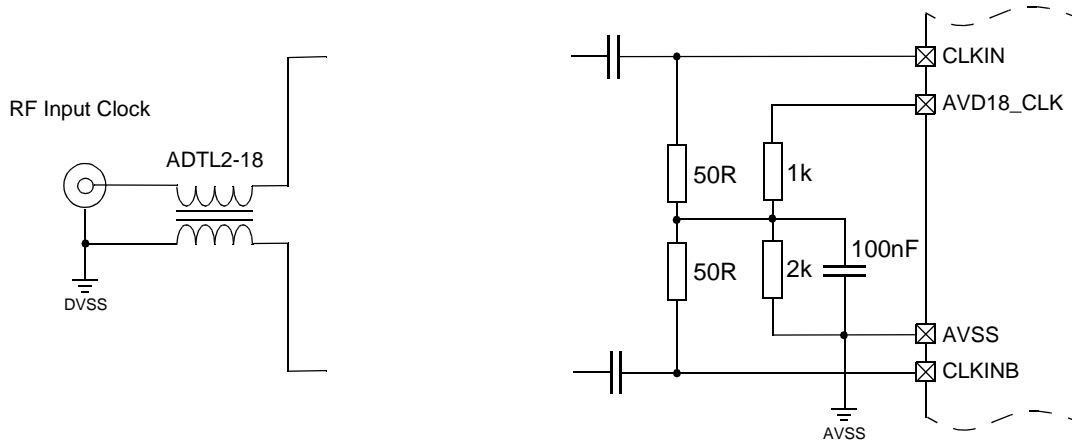 CLKIN
RF Input Clock
AVD18_CLK
ADTL2-18
50R
1k
100nF
50R
2k
DVSS
AVSS
CLKINB
AVSS